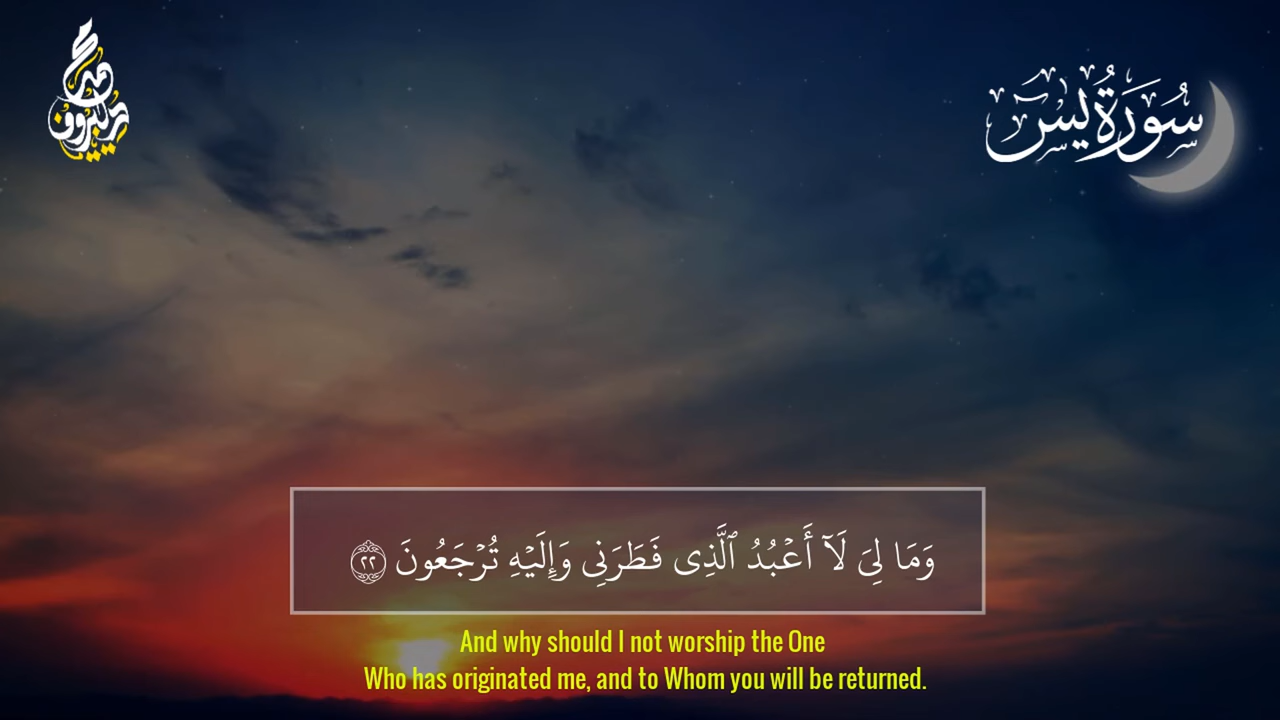 سُورَةُ يسٓ
وَمَا لِىَ لَآ أَعۡبُدُ ٱلَّذِى فَطَرَنِى وَإِلَيۡهِ تُرۡجَعُونَ ٢٢
And why should I not worship the One
Who has originated me, and to Whom you will be returned.